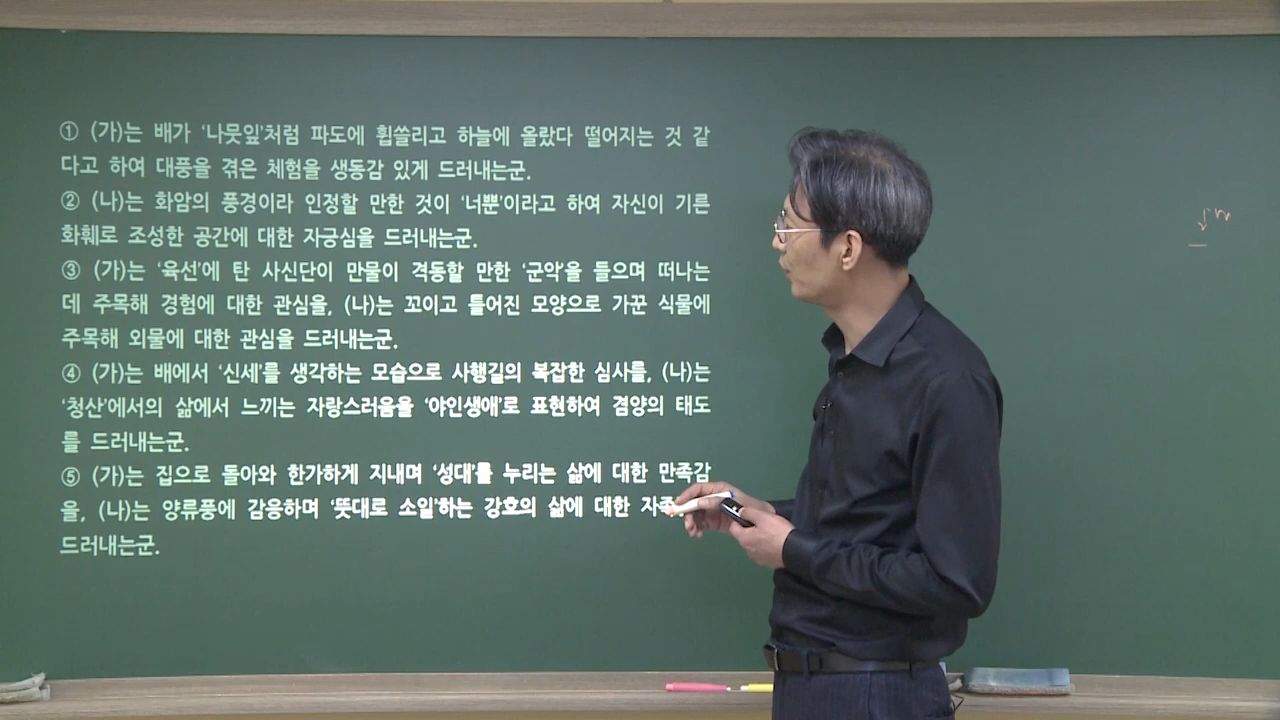 ① (가)는 배가 ‘나뭇잎’처럼 파도에 휩쓸리고 하늘에 올랐다 떨어지는 것 같
다고 하여 대풍을 겪은 체험을 생동감 있게 드러내는군.
② (나)는 화암의 풍경이라 인정할 만한 것이 ‘너뿐’이라고 하여 자신이 기른
화훼로 조성한 공간에 대한 자긍심을 드러내는군.
③ (가)는 ‘육선’에 탄 사신단이 만물이 격동할 만한 ‘군악’을 들으며 떠나는
데 주목해 경험에 대한 관심을, (나)는 꼬이고 틀어진 모양으로 가꾼 식물에
주목해 외물에 대한 관심을 드러내는군.
④ (가)는 배에서 ‘신세’를 생각하는 모습으로 사행길의 복잡한 심사를, (나)는
‘청산’에서의 삶에서 느끼는 자랑스러움을 ‘야인생애’로 표현하여 겸양의 태도
를 드러내는군.
⑤ (가)는 집으로 돌아와 한가하게 지내며 ‘성대’를 누리는 삶에 대한 만족감
을, (나)는 양류풍에 감응하며 ‘뜻대로 소일’하는 강호의 삶에 대한
드러내는군.